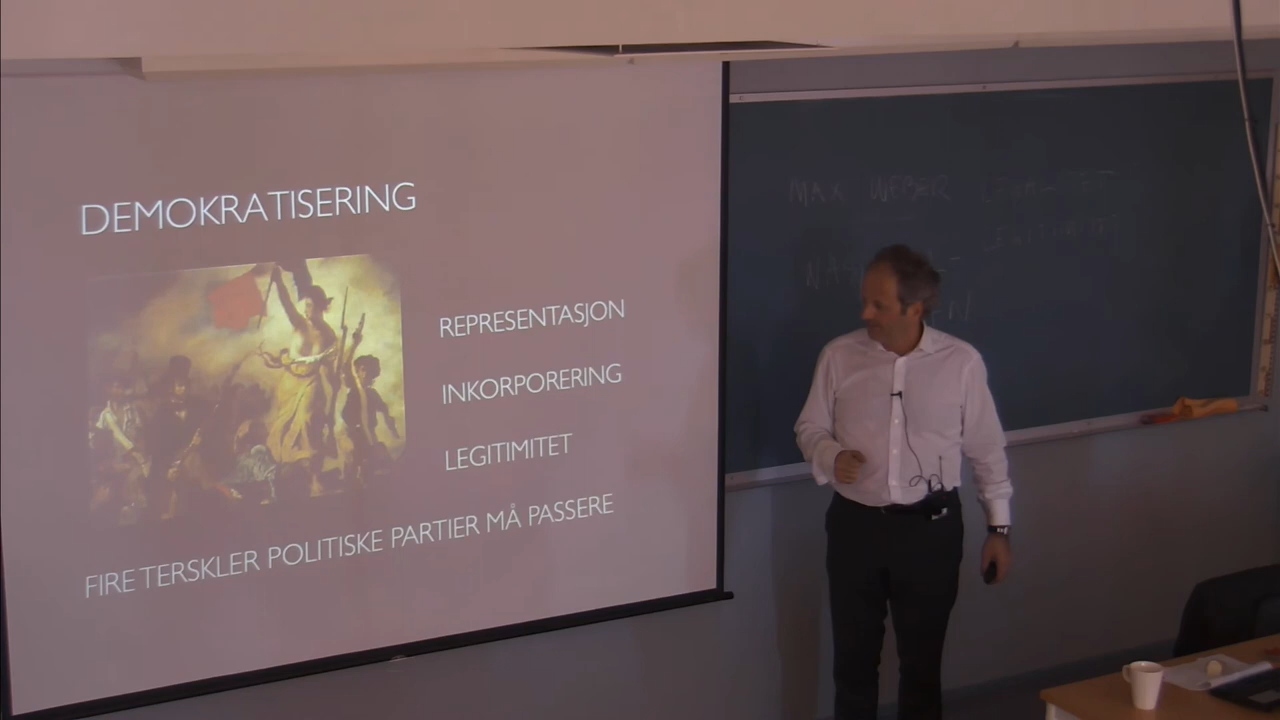 DEMOKRATISERING
REPRESENTASJON
INKORPORERING
LEGITIMITET
FIRE TERSKLER POLITISKE PARTIER MÅ PASSERE
MAX WEBER